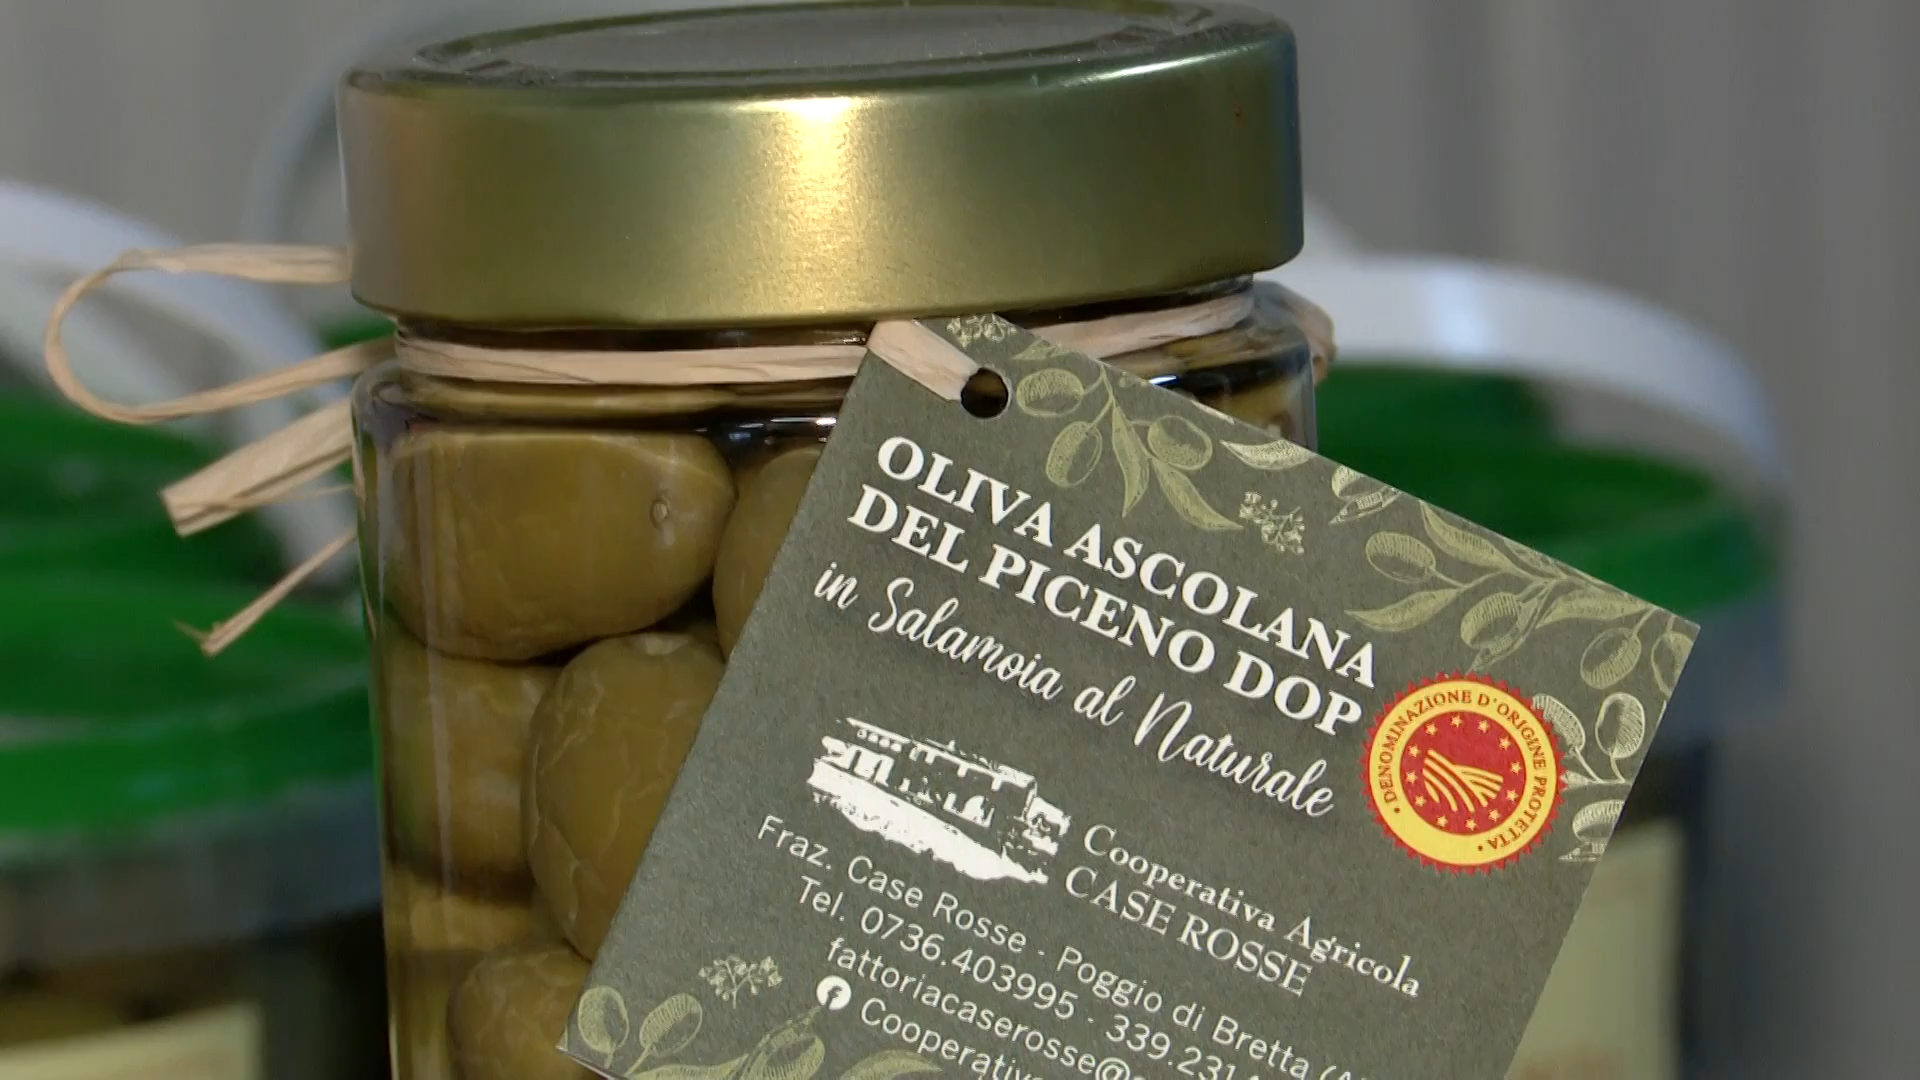 OLIVA ASCOLANA
DEL PICENO DOP
in Salamoia al Naturale
DENOMINAZIONE D'ORIGINE PROTETTA
Cooperativa Agricola
CASE ROSSE
Fraz. Case Rosse - Poggio di Bretta
Tel. 0736.403995 - 339.231
fattoriacaserosse@
Cooperativa